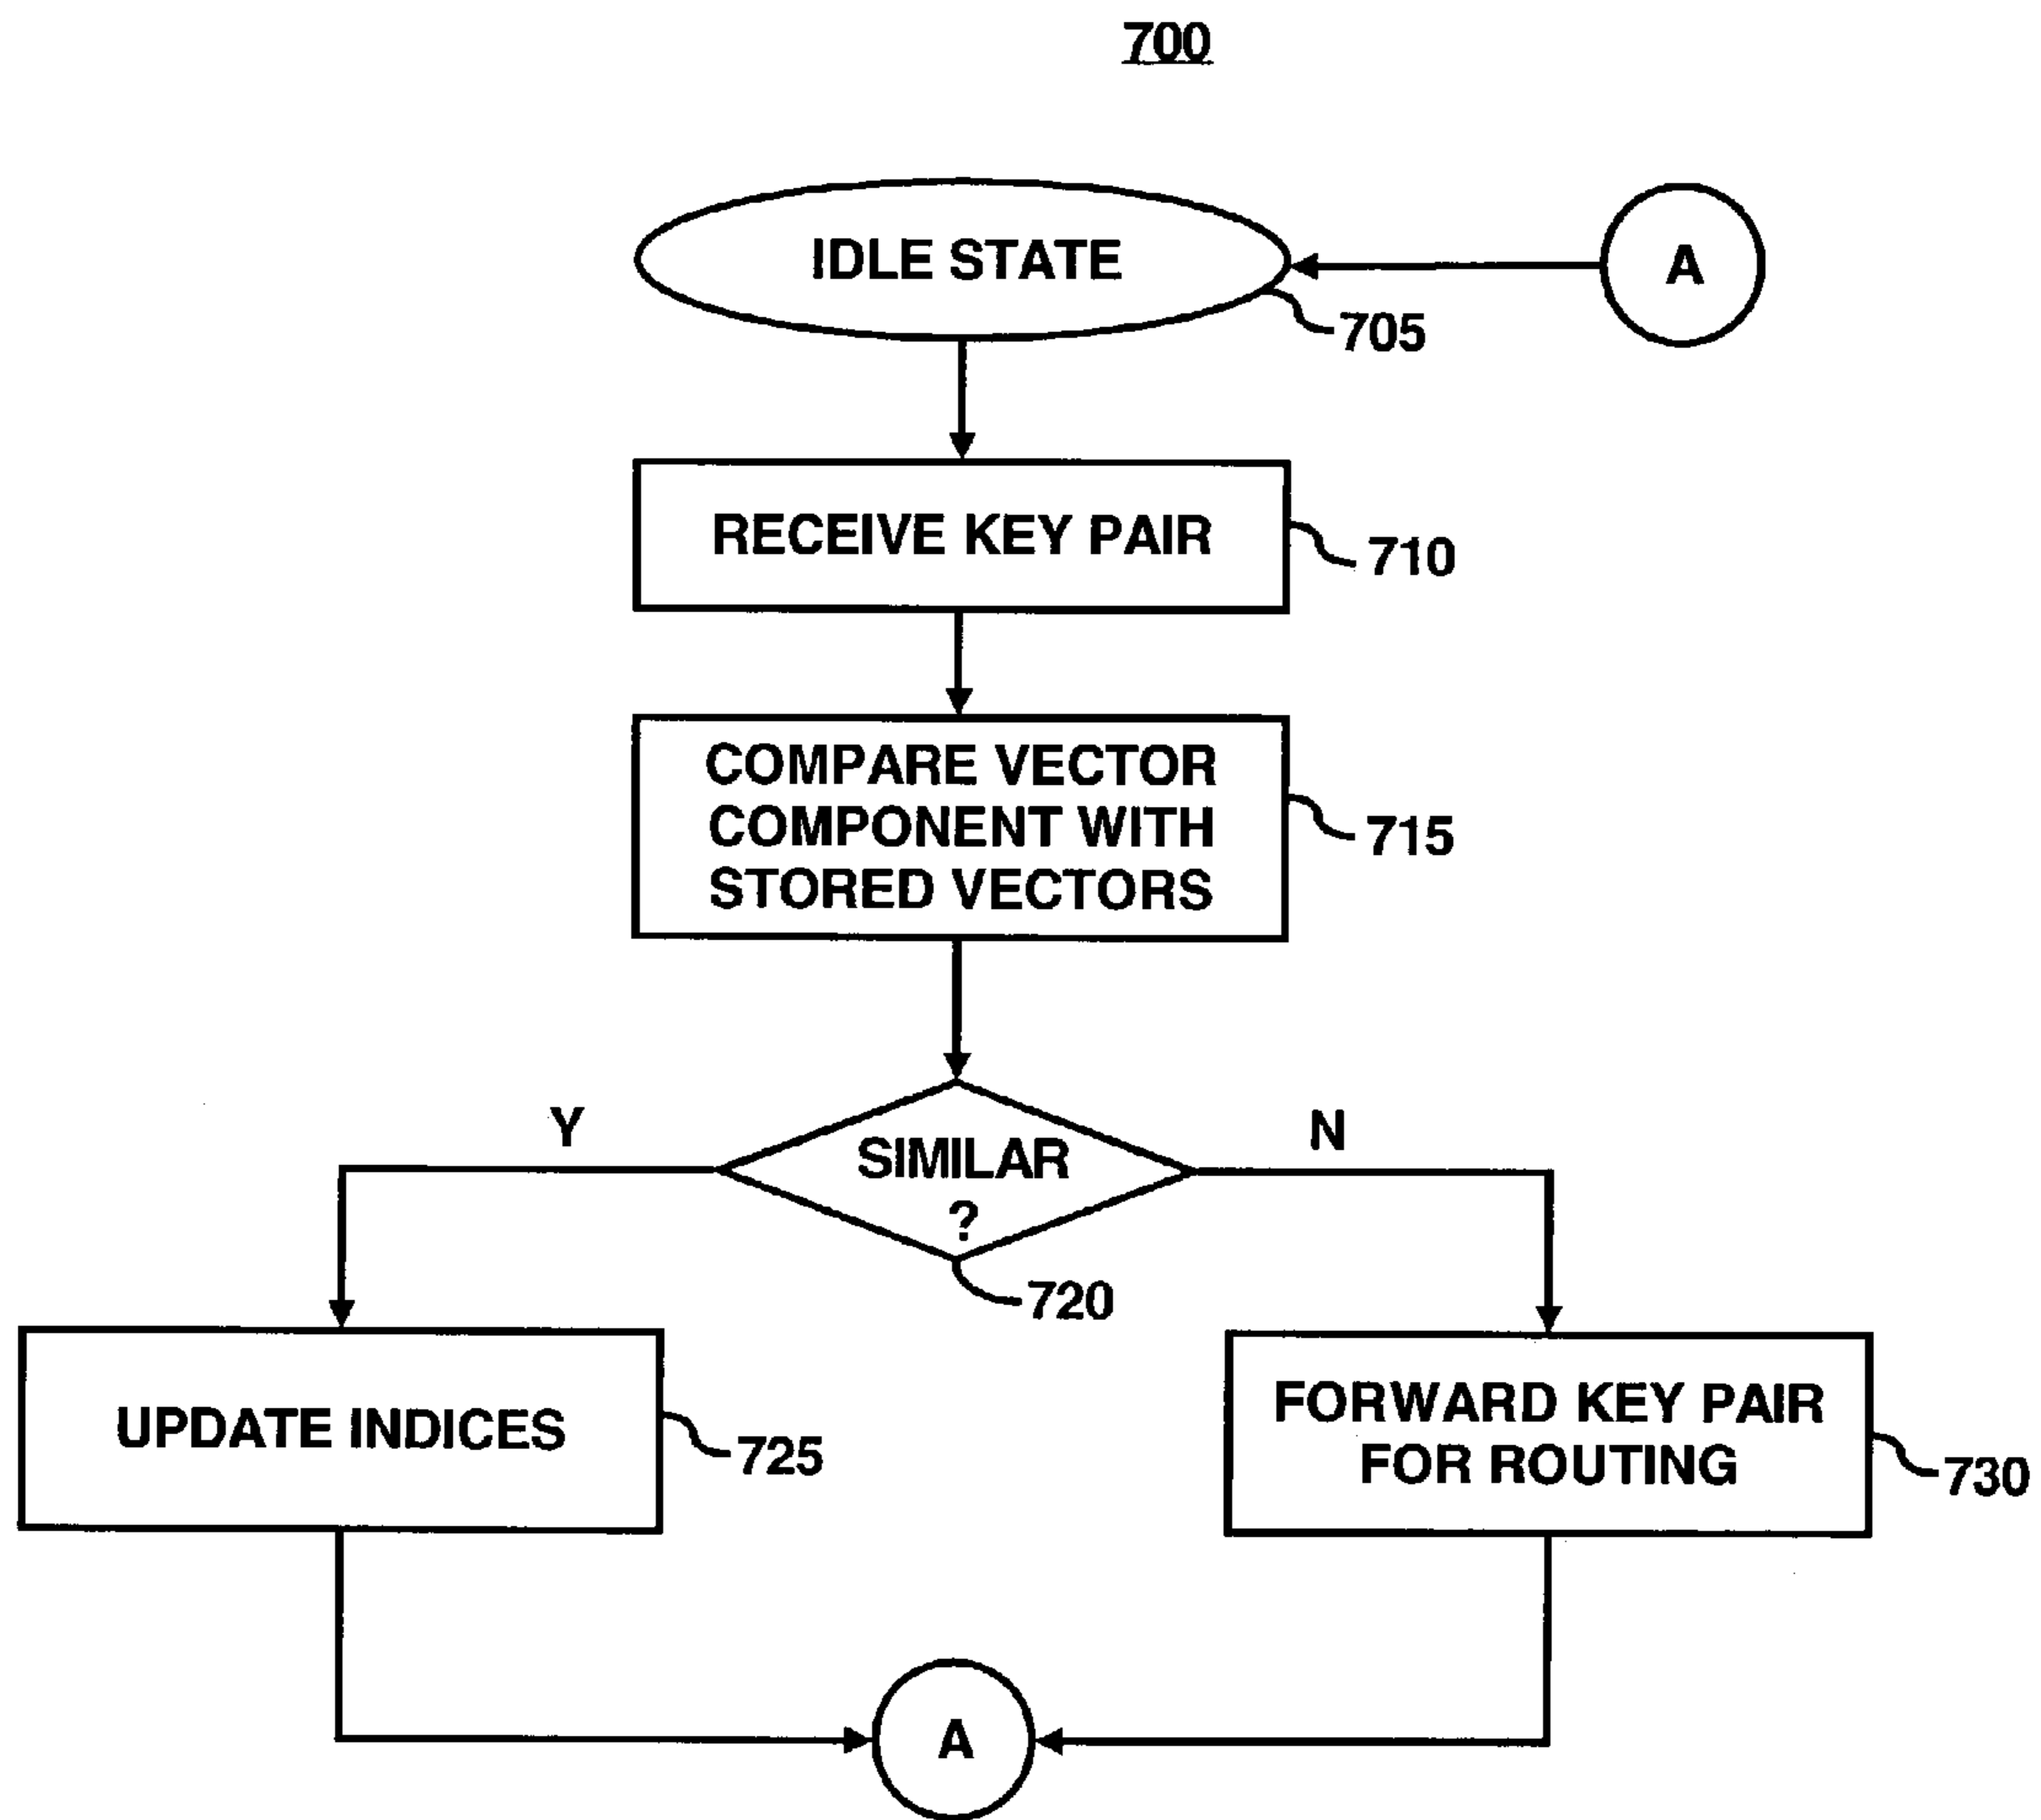 700
IDLE STATE
A
705
RECEIVE KEY PAIR
710
COMPARE VECTOR
COMPONENT WITH
STORED VECTORS
715
Y
N
SIMILAR
?
720
UPDATE INDICES
725
FORWARD KEY PAIR
FOR ROUTING
730
A